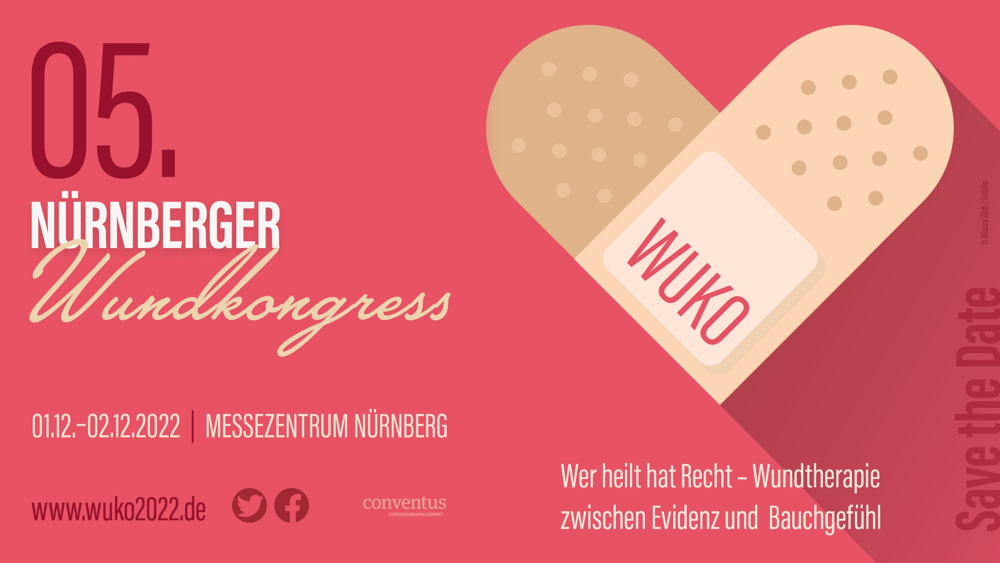 05.
NÜRNBERGER
Wundkongress
01.12.–02.12.2022 | MESSEZENTRUM NÜRNBERG
www.wuko2022.de
conventus
CONGRESSMANAGEMENT
WUKO
Wer heilt hat Recht – Wundtherapie
zwischen Evidenz und Bauchgefühl
© Alisara Zilch / Fotolia
Save the Date